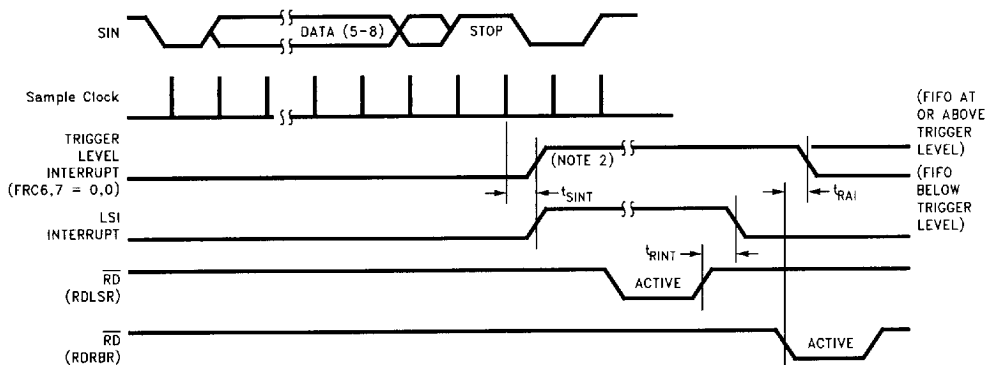 SIN
DATA (5-8)
STOP
Sample Clock
(FIFO AT
OR ABOVE
TRIGGER
LEVEL)
TRIGGER
LEVEL
INTERRUPT
(FRC6,7 = 0,0)
(NOTE 2)
tSINT
tRAI
(FIFO
BELOW
TRIGGER
LEVEL)
LSI
INTERRUPT
tRINT
RD
(RDLSR)
ACTIVE
RD
(RDRBR)
ACTIVE